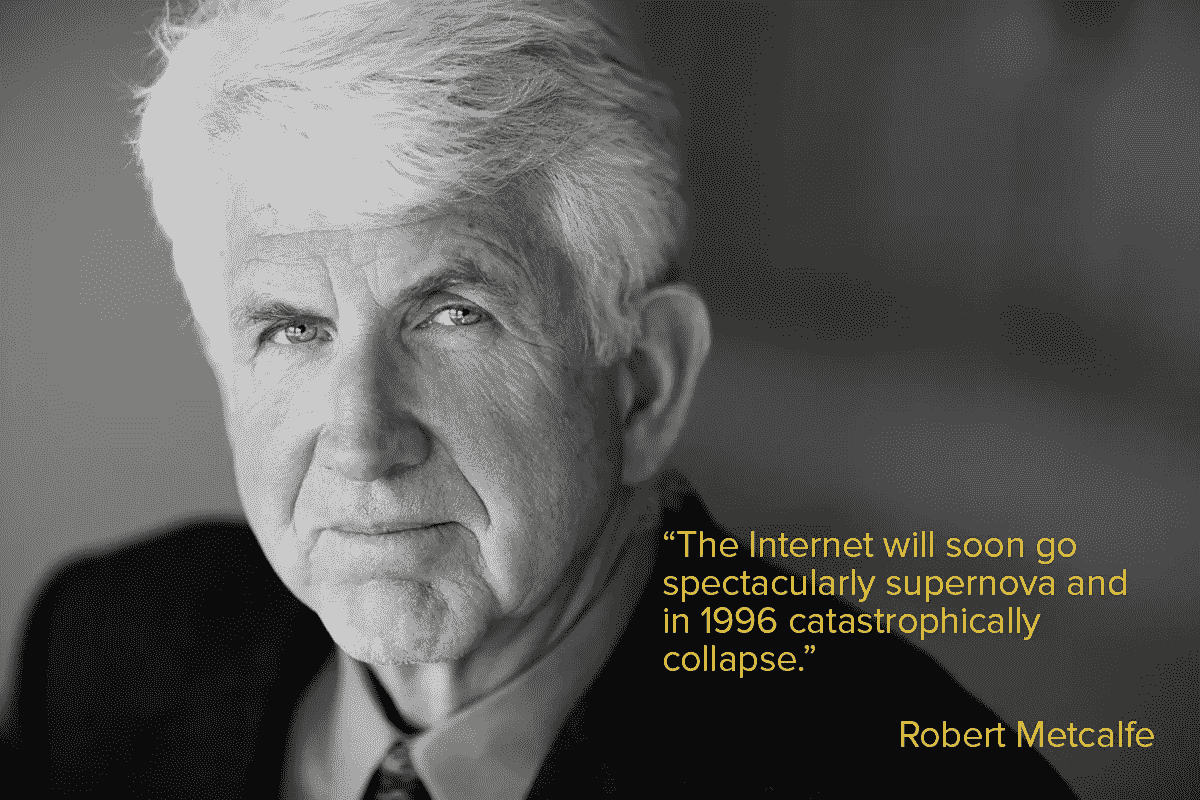 “The Internet will soon go
spectacularly supernova and
in 1996 catastrophically
collapse.”
Robert Metcalfe